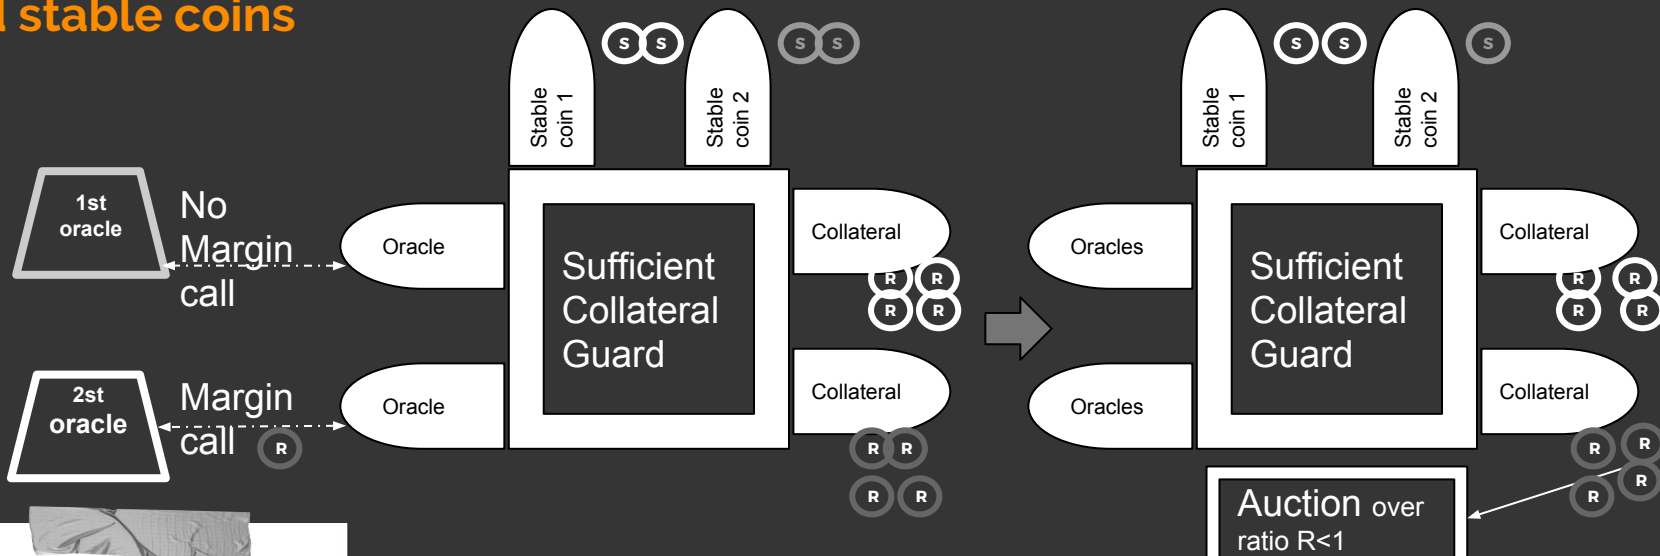 stable coins
S S
S S
S S
S
Stable
coin 1
Stable
coin 2
Stable
coin 1
Stable
coin 2
1st
oracle
No
Margin
call
Oracle
Sufficient
Collateral
Guard
Collateral
R R
R R
Oracles
Sufficient
Collateral
Guard
Collateral
R R
R R
2st
oracle
Margin
call
R
Oracle
Collateral
R R
R R
Oracles
Collateral
R R
R R
Auction over
ratio R<1